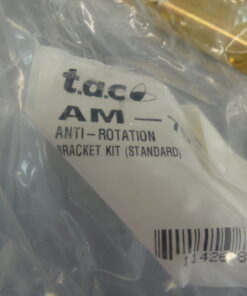 t.a.c
AM –
ANTI–ROTATION
BRACKET KIT (STANDARD)